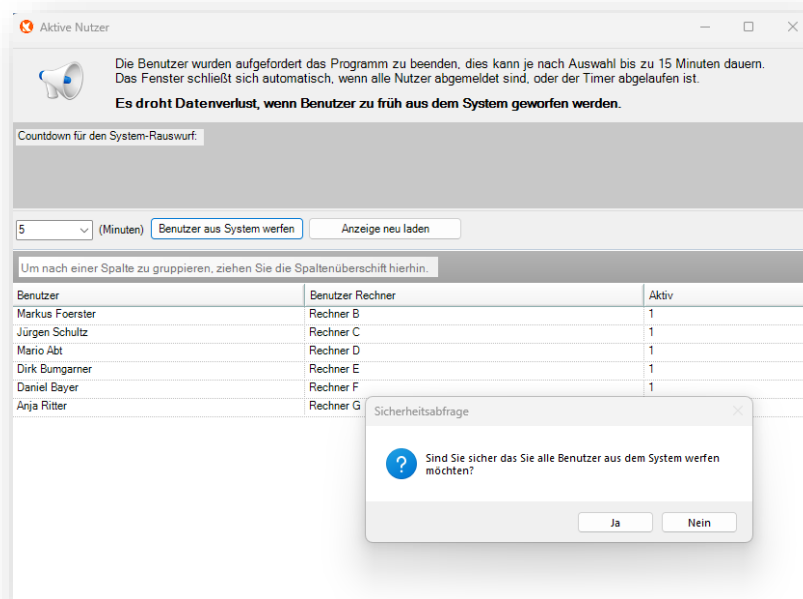 Aktive Nutzer
Die Benutzer wurden aufgefordert das Programm zu beenden, dies kann je nach Auswahl bis zu 15 Minuten dauern.
Das Fenster schließt sich automatisch, wenn alle Nutzer abgemeldet sind, oder der Timer abgelaufen ist.
Es droht Datenverlust, wenn Benutzer zu früh aus dem System geworfen werden.
Countdown für den System-Rauswurf:
5 (Minuten) Benutzer aus System werfen Anzeige neu laden
Um nach einer Spalte zu gruppieren, ziehen Sie die Spaltenüberschift hierhin.
Benutzer Benutzer Rechner Aktiv
Markus Foerster Rechner B 1
Jürgen Schultz Rechner C 1
Mario Abt Rechner D 1
Dirk Bumgarner Rechner E 1
Daniel Bayer Rechner F 1
Anja Ritter Rechner G
Sicherheitsabfrage
Sind Sie sicher das Sie alle Benutzer aus dem System werfen
möchten?
Ja Nein